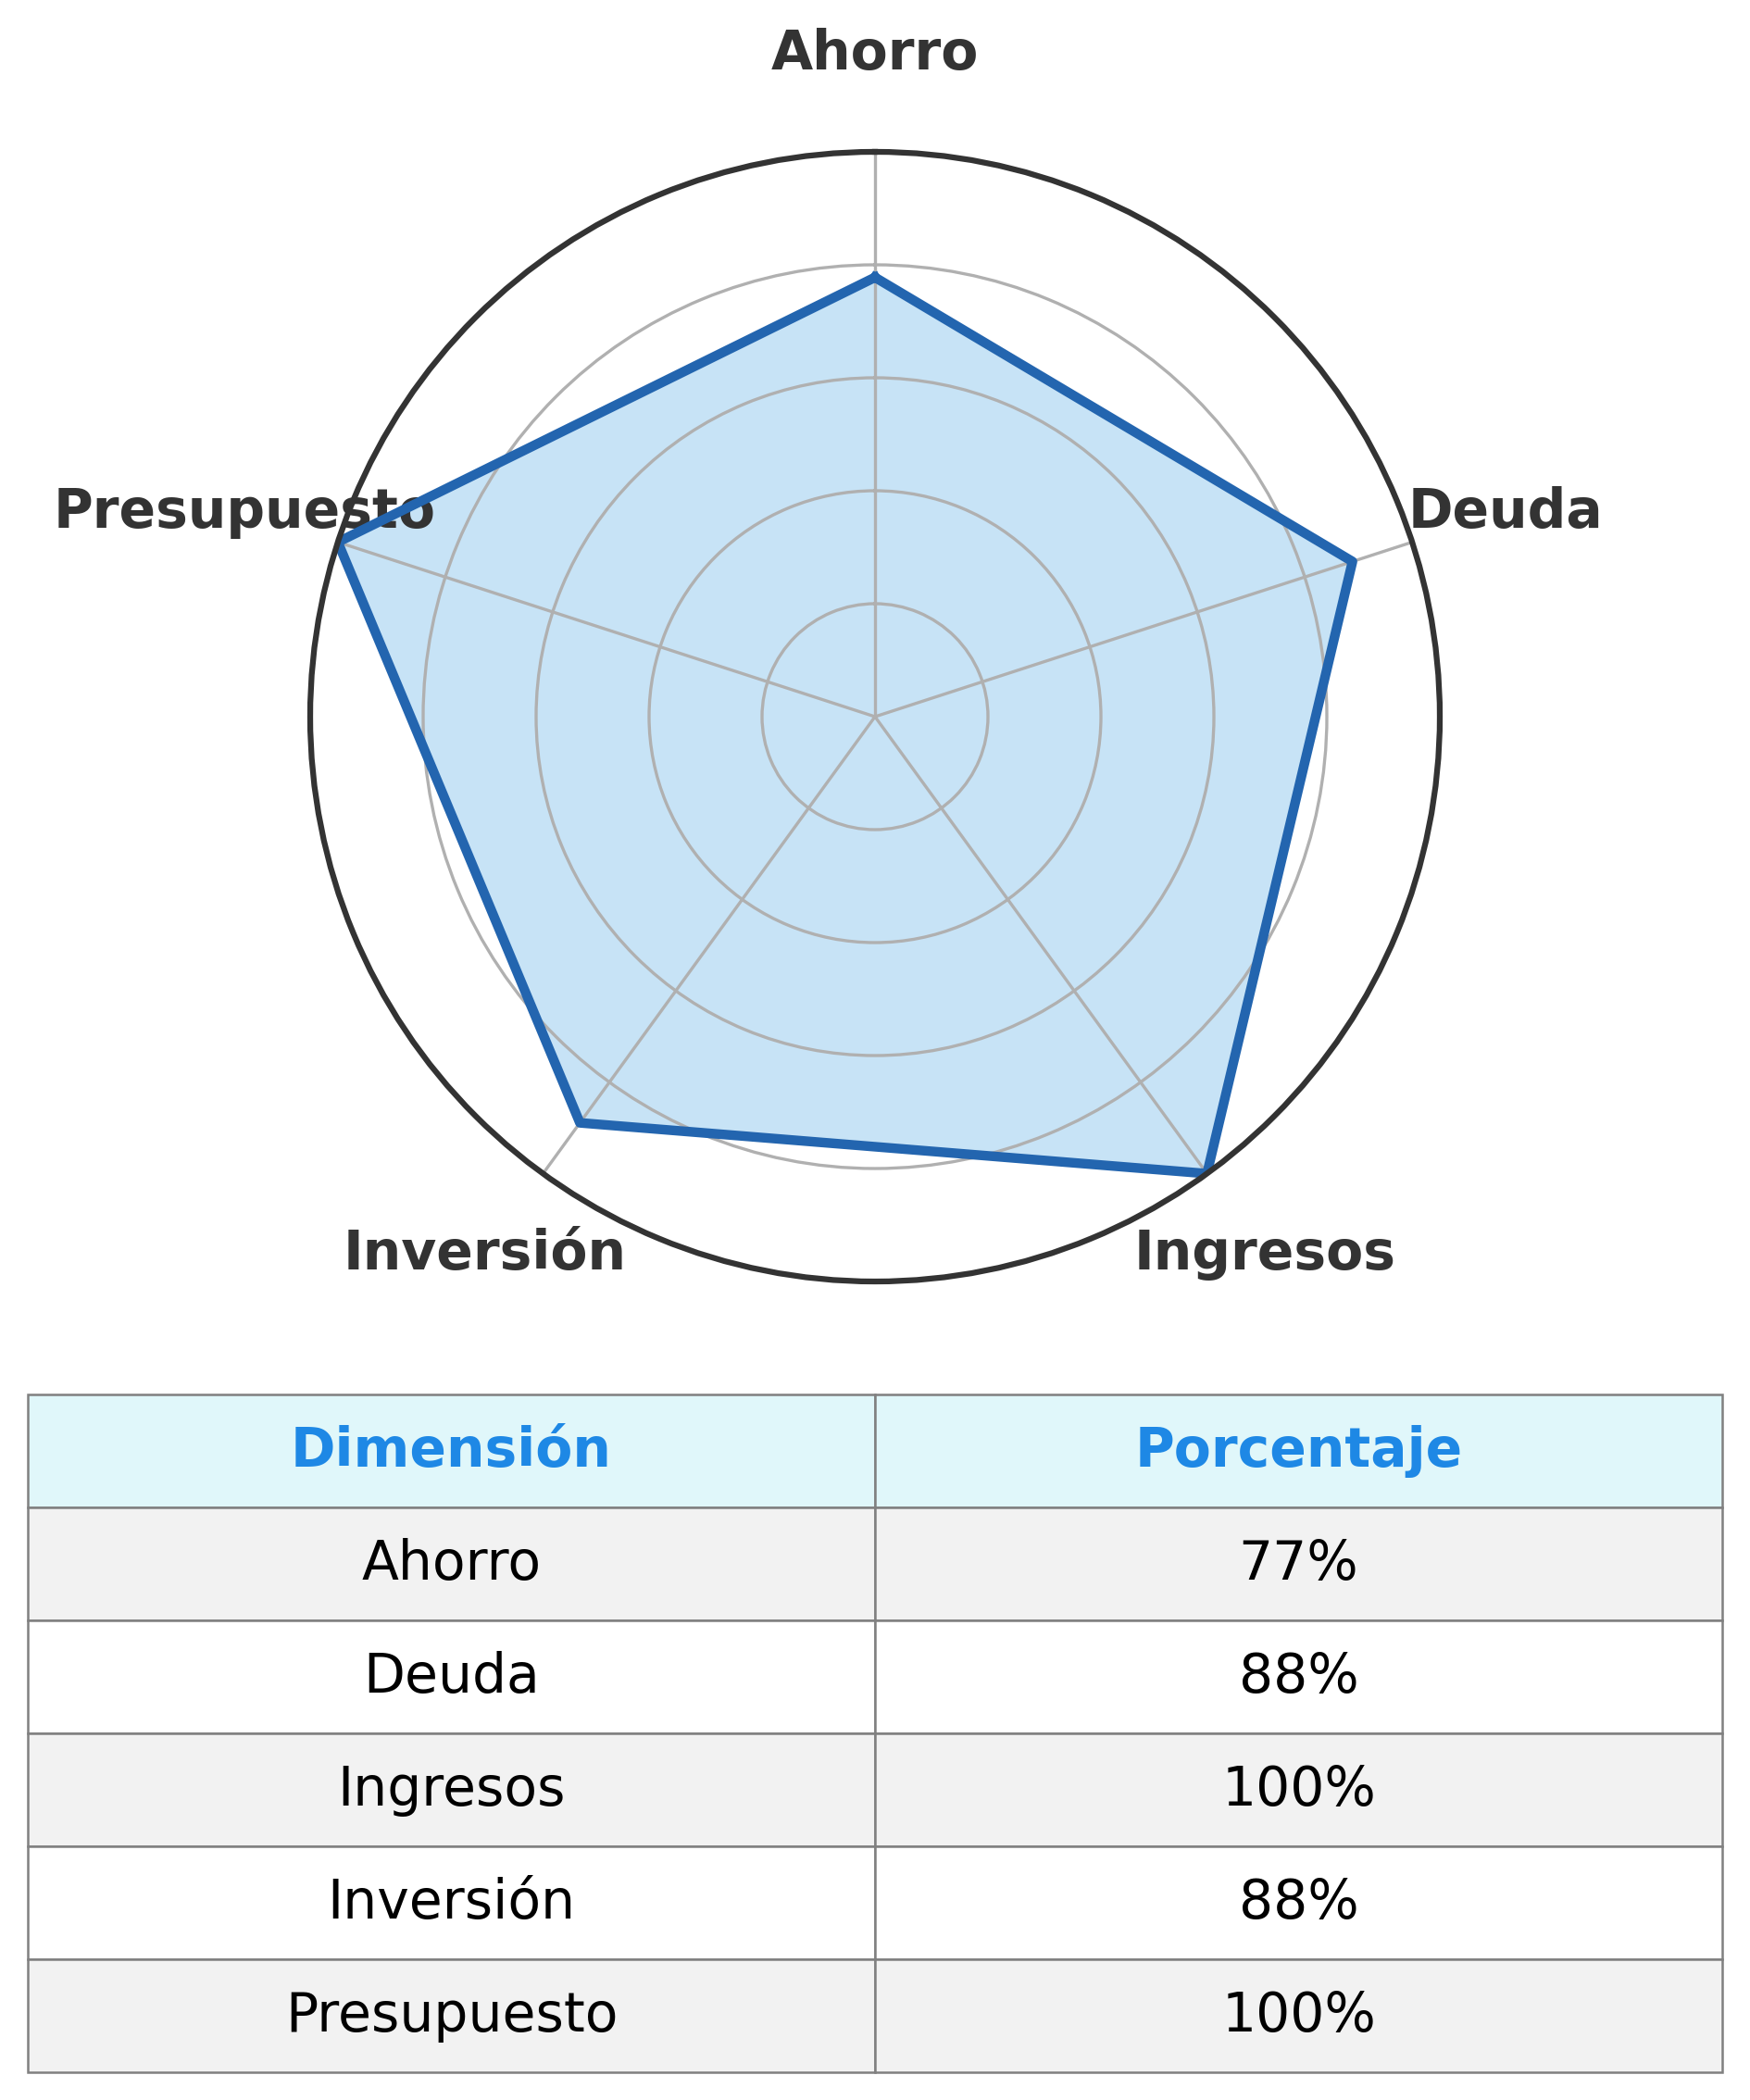 Ahorro
Presupuesto
Deuda
Inversión
Ingresos
Dimensión Porcentaje
Ahorro 77%
Deuda 88%
Ingresos 100%
Inversión 88%
Presupuesto 100%